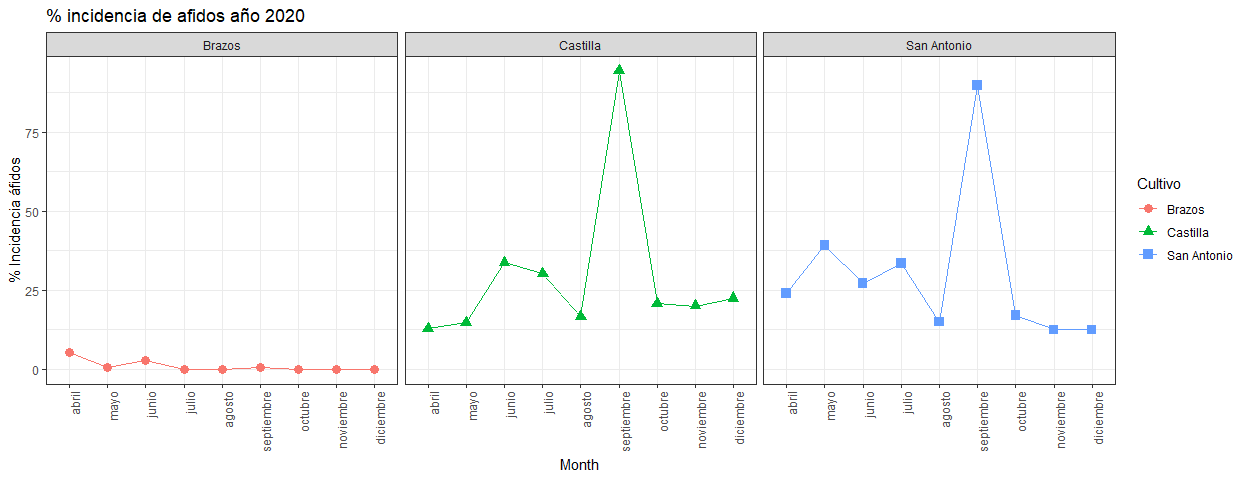 % incidencia de afidos año 2020
Brazos
Castilla
San Antonio
% Incidencia áfidos
75
50
25
0
abril
mayo
junio
julio
agosto
septiembre
octubre
noviembre
diciembre
abril
mayo
junio
julio
agosto
septiembre
octubre
noviembre
diciembre
abril
mayo
junio
julio
agosto
septiembre
octubre
noviembre
diciembre
Month
Cultivo
Brazos
Castilla
San Antonio